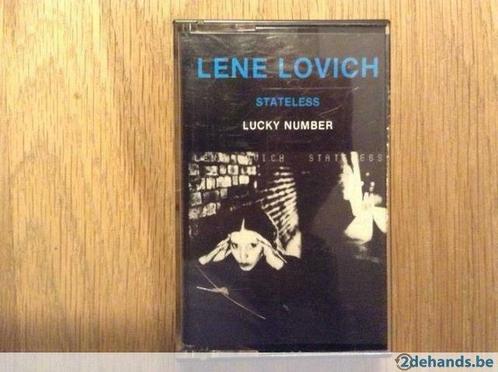 LENE LOVICH
STATELESS
LUCKY NUMBER
LENE LOVICH STATELESS
2dehands.be